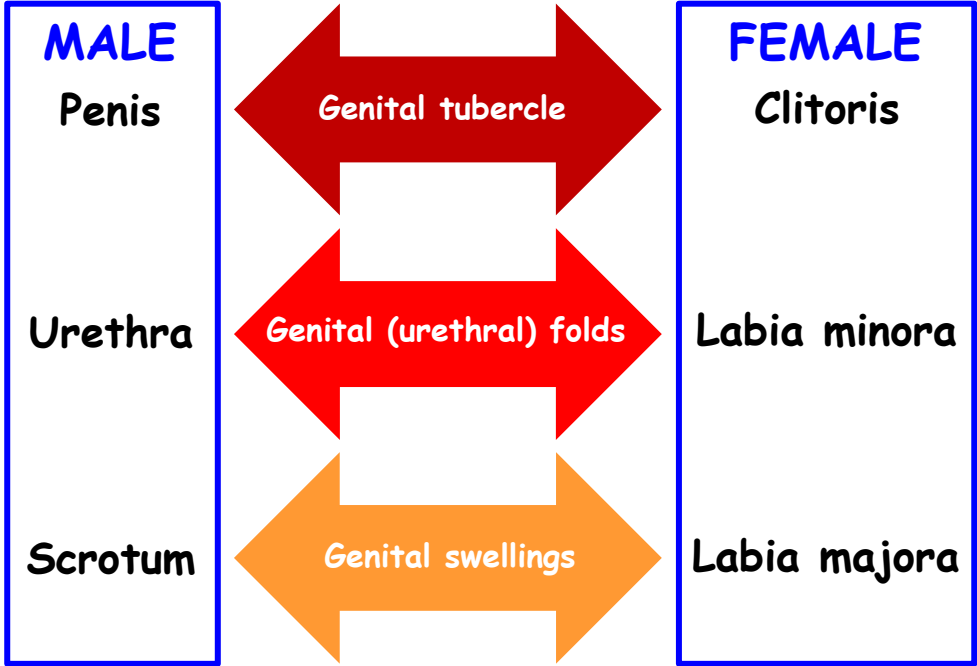 MALE
FEMALE
Penis
Genital tubercle
Clitoris
Urethra
Genital (urethral) folds
Labia minora
Scrotum
Genital swellings
Labia majora